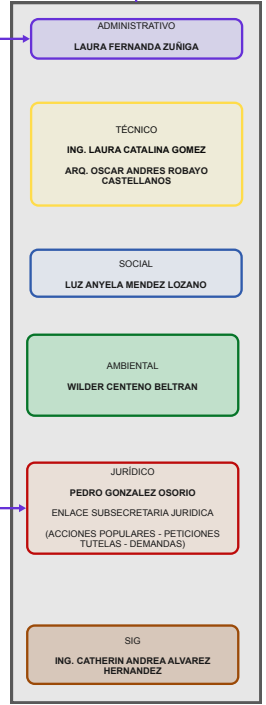 ADMINISTRATIVO
LAURA FERNANDA ZUÑIGA
TÉCNICO
ING. LAURA CATALINA GOMEZ
ARQ. OSCAR ANDRES ROBAYO
CASTELLANOS
SOCIAL
LUZ ANYELA MENDEZ LOZANO
AMBIENTAL
WILDER CENTENO BELTRAN
JURÍDICO
PEDRO GONZALEZ OSORIO
ENLACE SUBSECRETARIA JURIDICA
(ACCIONES POPULARES - PETICIONES
TUTELAS - DEMANDAS)
SIG
ING. CATHERIN ANDREA ALVAREZ
HERNANDEZ